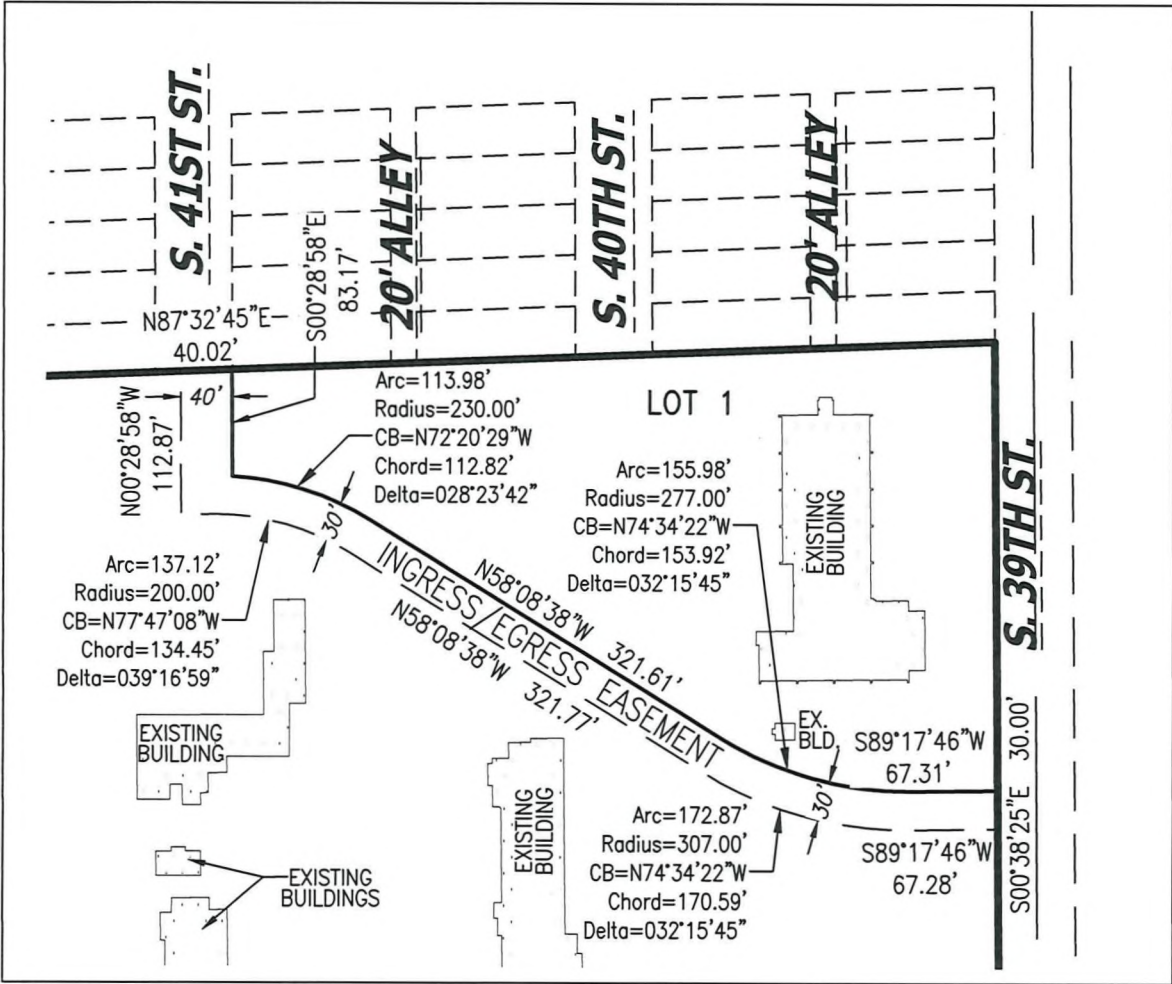 S. 41ST ST.
20' ALLEY
S. 40TH ST.
20' ALLEY
S00°28'58"E
83.17'
N87°32'45"E
40.02'
40'
N00°28'58"W
112.87'
Arc=113.98'
Radius=230.00'
CB=N72°20'29"W
Chord=112.82'
Delta=028°23'42"
LOT 1
Arc=155.98'
Radius=277.00'
CB=N74°34'22"W
Chord=153.92'
Delta=032°15'45"
EXISTING
BUILDING
S. 39TH ST.
30'
Arc=137.12'
Radius=200.00'
CB=N77°47'08"W
Chord=134.45'
Delta=039°16'59"
N58°08'38"W 321.61'
INGRESS/EGRESS EASEMENT
N58°08'38"W 321.77'
EXISTING
BUILDING
EX.
BLD.
S89°17'46"W
67.31'
S00°38'25"E 30.00'
30'
EXISTING
BUILDING
Arc=172.87'
Radius=307.00'
CB=N74°34'22"W
Chord=170.59'
Delta=032°15'45"
S89°17'46"W
67.28'
EXISTING
BUILDINGS